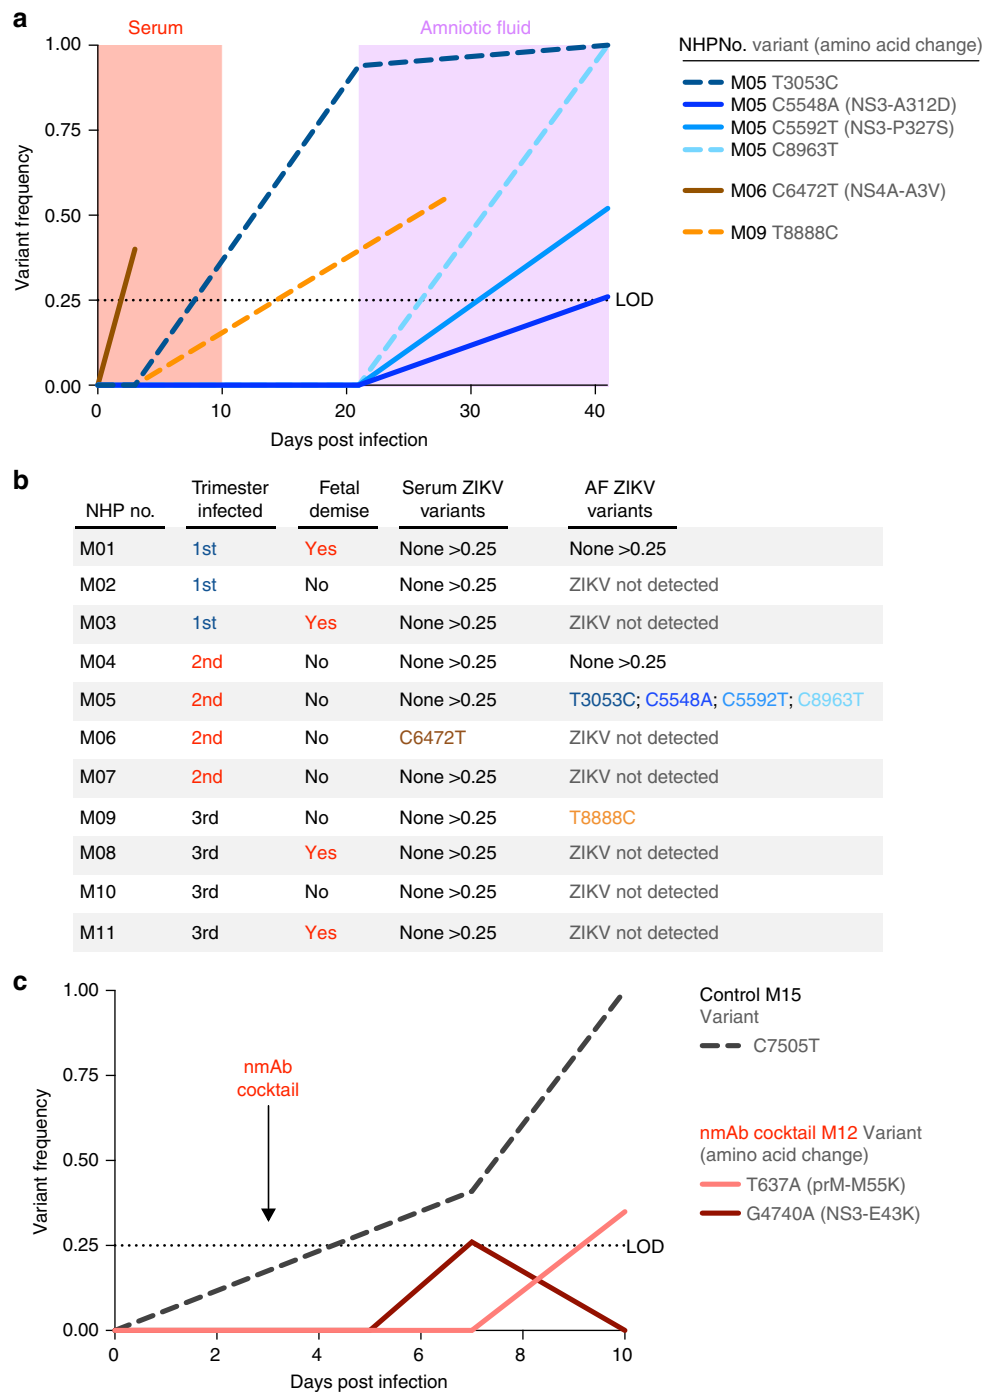 a
Serum
Amniotic fluid
1.00
0.75
0.50
0.25
0.00
Variant frequency
LOD
0
10
20
30
40
Days post infection
NHPNo. variant (amino acid change)
M05 T3053C
M05 C5548A (NS3-A312D)
M05 C5592T (NS3-P327S)
M05 C8963T
M06 C6472T (NS4A-A3V)
M09 T8888C
b
NHP no. Trimester infected Fetal demise Serum ZIKV variants AF ZIKV variants
M01 1st Yes None >0.25 None >0.25
M02 1st No None >0.25 ZIKV not detected
M03 1st Yes None >0.25 ZIKV not detected
M04 2nd No None >0.25 None >0.25
M05 2nd No None >0.25 T3053C; C5548A; C5592T; C8963T
M06 2nd No C6472T ZIKV not detected
M07 2nd No None >0.25 ZIKV not detected
M09 3rd No None >0.25 T8888C
M08 3rd Yes None >0.25 ZIKV not detected
M10 3rd No None >0.25 ZIKV not detected
M11 3rd Yes None >0.25 ZIKV not detected
c
1.00
0.75
0.50
0.25
0.00
Variant frequency
nmAb
cocktail
LOD
0
2
4
6
8
10
Days post infection
Control M15
Variant
C7505T
nmAb cocktail M12 Variant
(amino acid change)
T637A (prM-M55K)
G4740A (NS3-E43K)